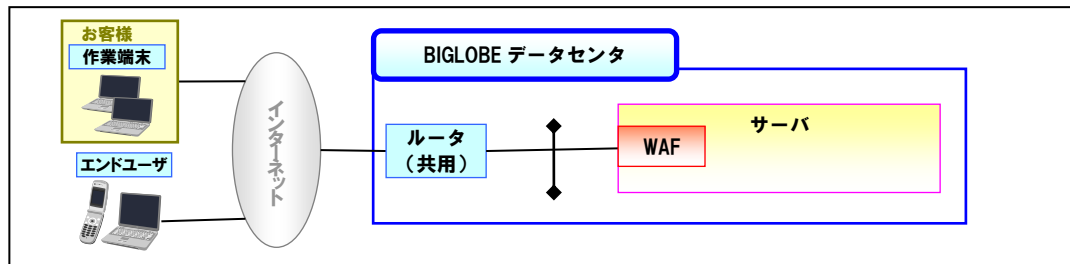 お客様
作業端末
エンドユーザ
インターネット
BIGLOBE データセンタ
ルータ
（共用）
WAF
サーバ